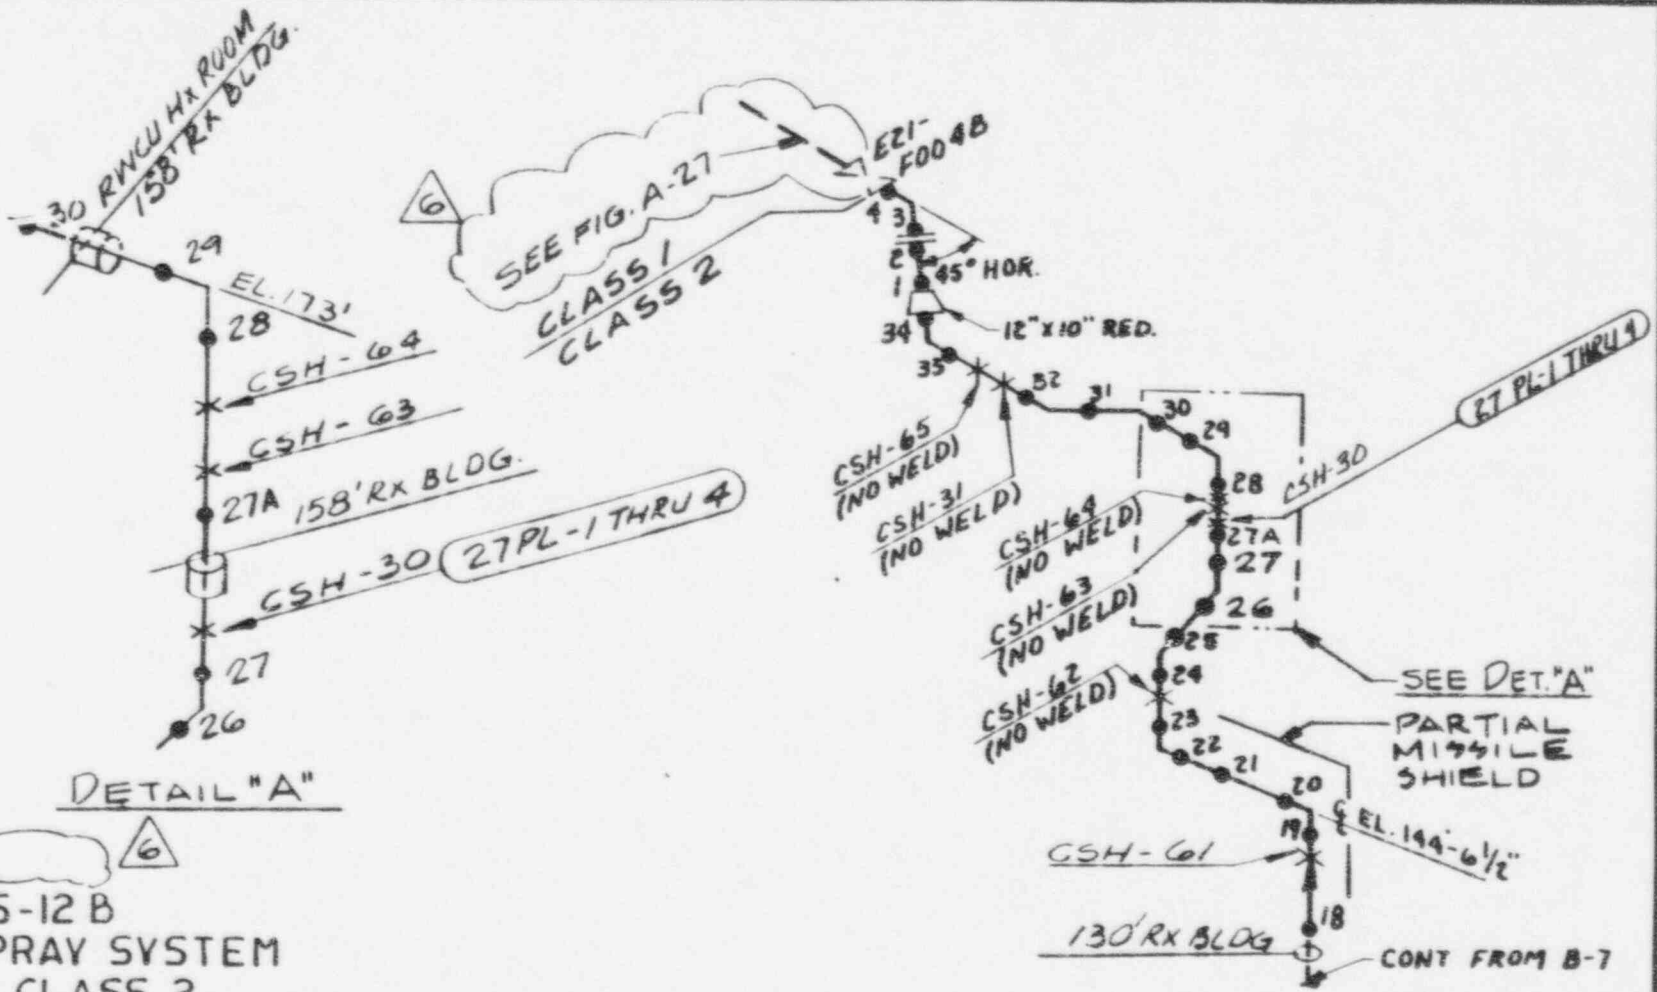 RWCU Hx ROOM
158' RX BLDG.
30
29
EL. 173'
28
CSH-64
CSH-63
27A
158' RX BLDG.
CSH-30
27PL-1 THRU 4
27
26
DETAIL "A"
6
5-12 B
PRAY SYSTEM
CLASS 2
6
SEE FIG. A-27
E21-
F004B
CLASS 1
CLASS 2
4
3
2
1
45° HOR.
12" X 10" RED.
34
35
32
31
30
29
28
27A
27
26
25
24
23
22
21
20
19
18
CSH-65
(NO WELD)
CSH-31
(NO WELD)
CSH-64
(NO WELD)
CSH-63
(NO WELD)
CSH-62
(NO WELD)
CSH-30
27 PL-1 THRU 4
SEE DET. "A"
PARTIAL
MISSILE
SHIELD
℄ EL. 144'-6 1/2"
CSH-61
130' RX BLDG
CONT FROM B-7